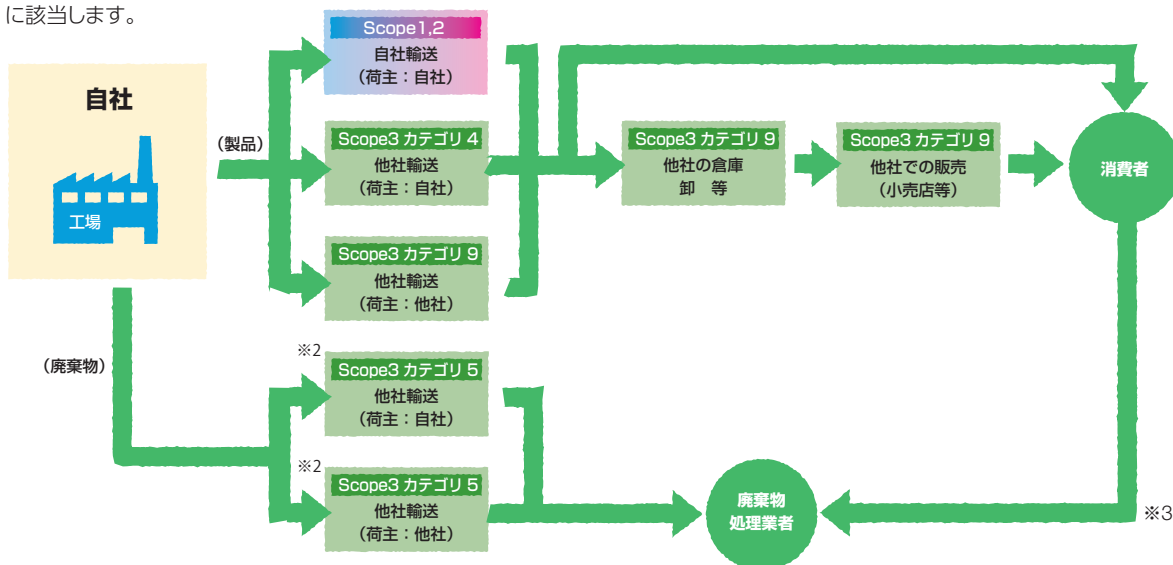 に該当します。
自社
工場
(製品)
Scope1,2
自社輸送
(荷主:自社)
Scope3 カテゴリ 4
他社輸送
(荷主:自社)
Scope3 カテゴリ 9
他社輸送
(荷主:他社)
Scope3 カテゴリ 9
他社の倉庫
卸 等
Scope3 カテゴリ 9
他社での販売
(小売店等)
消費者
(廃棄物)
※2
Scope3 カテゴリ 5
他社輸送
(荷主:自社)
※2
Scope3 カテゴリ 5
他社輸送
(荷主:他社)
廃棄物
処理業者
※3